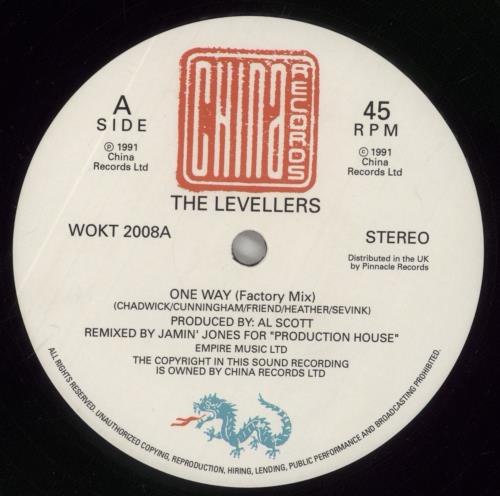 CHINA
RECORDS
A
SIDE
℗ 1991
China
Records Ltd
45
RPM
© 1991
China
Records Ltd
THE LEVELLERS
WOKT 2008A
STEREO
Distributed in the UK
by Pinnacle Records
ONE WAY (Factory Mix)
(CHADWICK/CUNNINGHAM/FRIEND/HEATHER/SEVINK)
PRODUCED BY: AL SCOTT
REMIXED BY JAMIN' JONES FOR "PRODUCTION HOUSE"
EMPIRE MUSIC LTD
THE COPYRIGHT IN THIS SOUND RECORDING
IS OWNED BY CHINA RECORDS LTD
ALL RIGHTS RESERVED. UNAUTHORIZED COPYING, REPRODUCTION, HIRING, LENDING, PUBLIC PERFORMANCE AND BROADCASTING PROHIBITED.